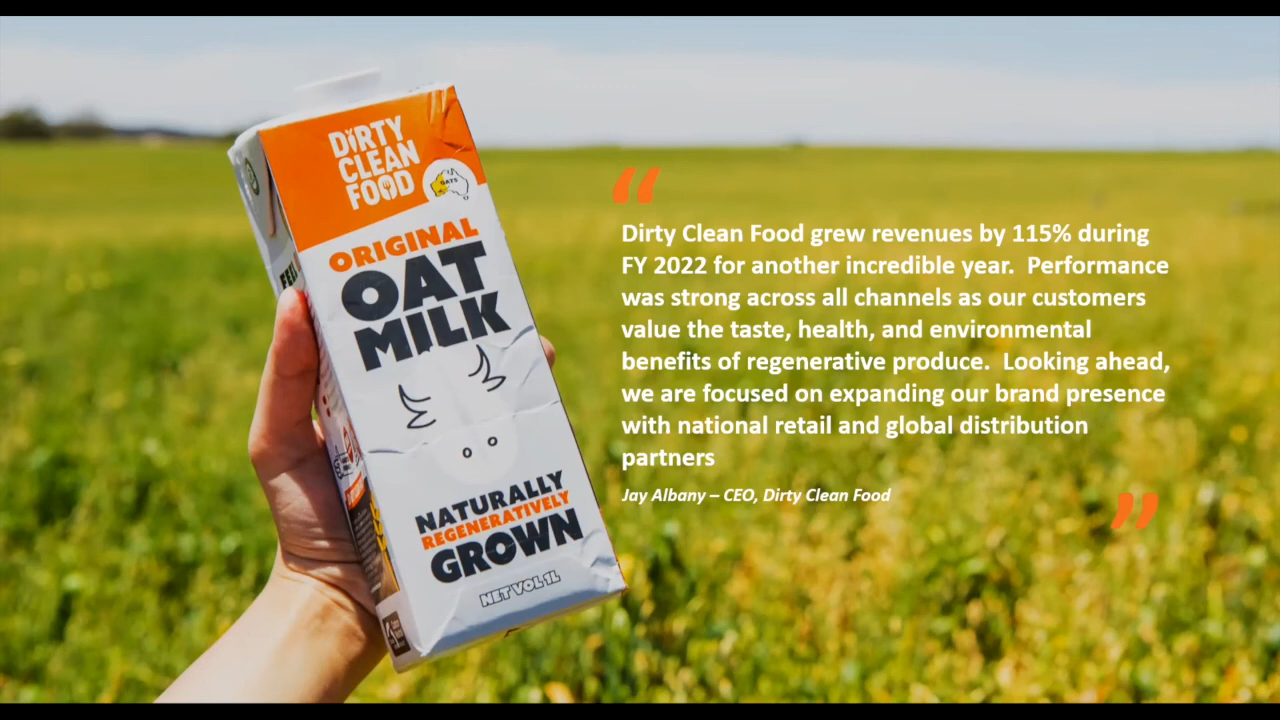 DiRTY
CLEAN
FOOD
OATS
ORIGINAL
OAT
MILK
NATURALLY
REGENERATIVELY
GROWN
NET VOL 1L
“
Dirty Clean Food grew revenues by 115% during
FY 2022 for another incredible year.  Performance
was strong across all channels as our customers
value the taste, health, and environmental
benefits of regenerative produce.  Looking ahead,
we are focused on expanding our brand presence
with national retail and global distribution
partners
Jay Albany – CEO, Dirty Clean Food
”